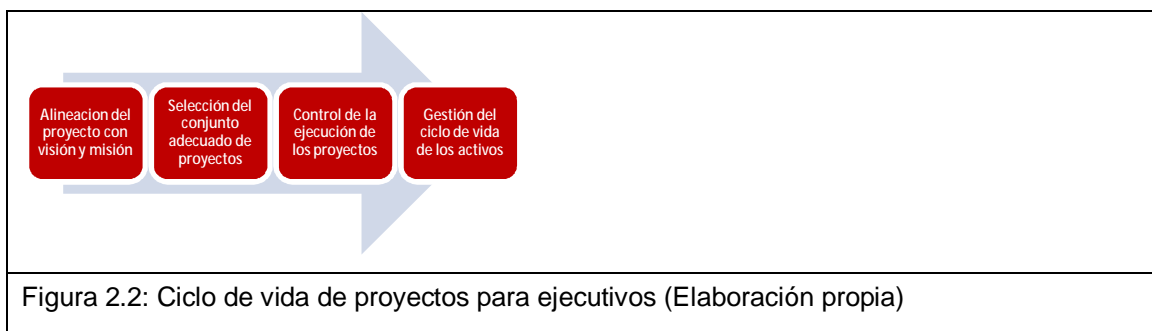 Alineacion del
proyecto con
visión y misión
Selección del
conjunto
adecuado de
proyectos
Control de la
ejecución de
los proyectos
Gestión del
ciclo de vida
de los activos
Figura 2.2: Ciclo de vida de proyectos para ejecutivos (Elaboración propia)